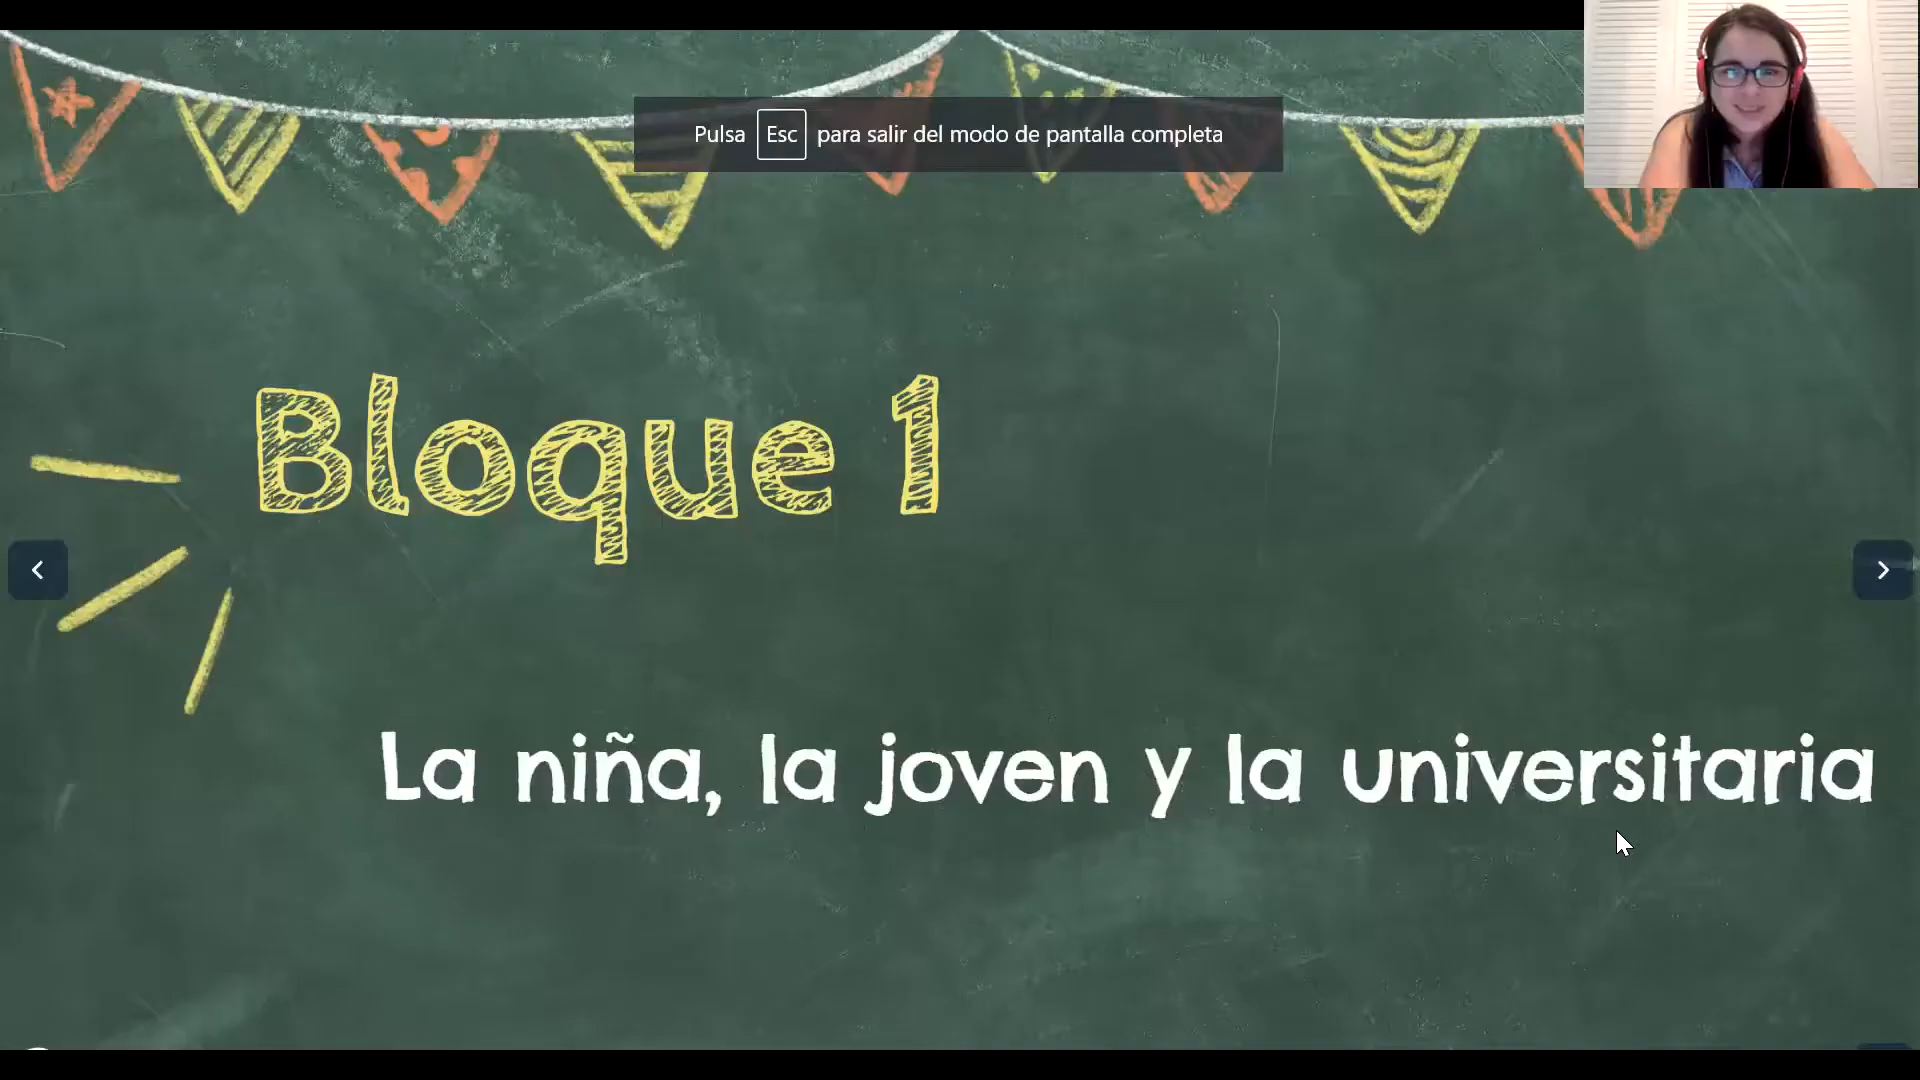 Pulsa Esc para salir del modo de pantalla completa
Bloque 1
La niña, la joven y la universitaria